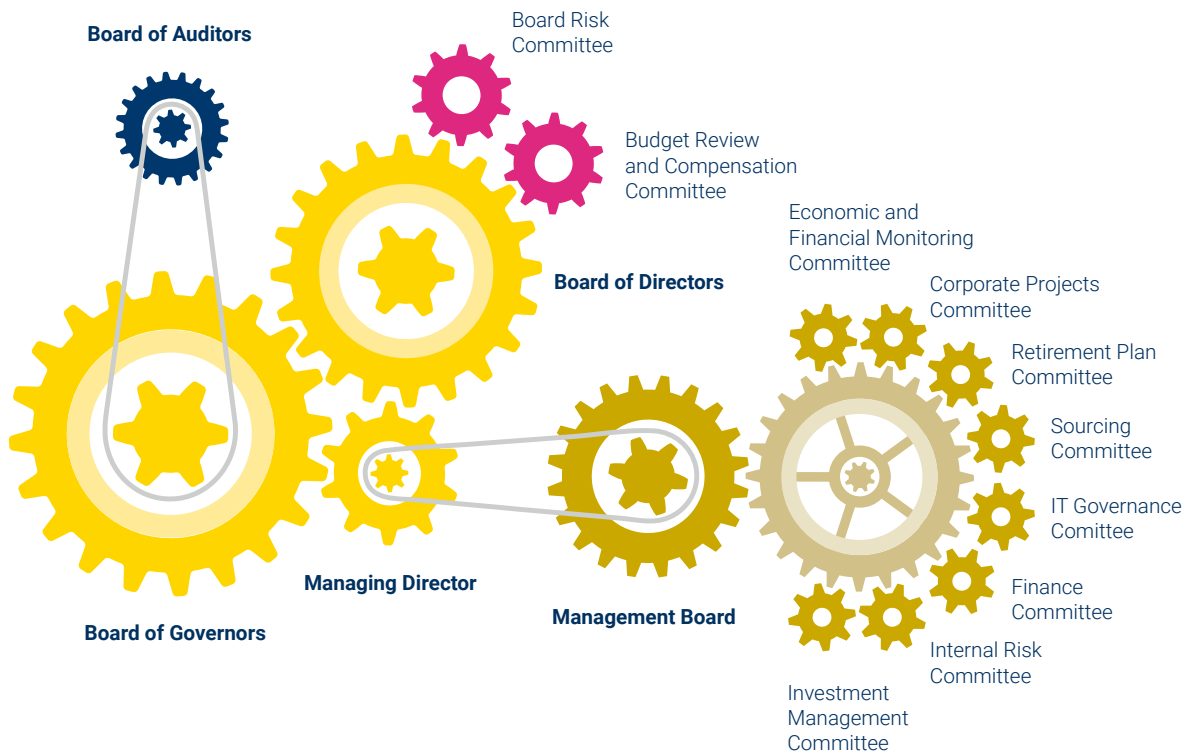 Board of Auditors
Board Risk
Committee
Budget Review
and Compensation
Committee
Board of Directors
Economic and
Financial Monitoring
Committee
Corporate Projects
Committee
Retirement Plan
Committee
Sourcing
Committee
IT Governance
Comittee
Finance
Committee
Internal Risk
Committee
Investment
Management
Committee
Managing Director
Management Board
Board of Governors